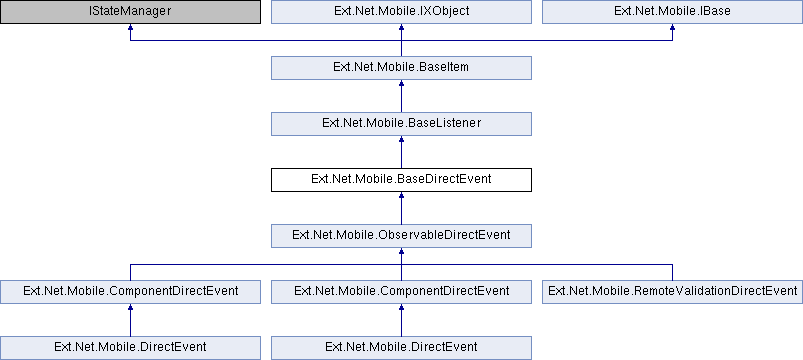 IStateManager
Ext.Net.Mobile.IXObject
Ext.Net.Mobile.IBase
Ext.Net.Mobile.BaseItem
Ext.Net.Mobile.BaseListener
Ext.Net.Mobile.BaseDirectEvent
Ext.Net.Mobile.ObservableDirectEvent
Ext.Net.Mobile.ComponentDirectEvent
Ext.Net.Mobile.ComponentDirectEvent
Ext.Net.Mobile.RemoteValidationDirectEvent
Ext.Net.Mobile.DirectEvent
Ext.Net.Mobile.DirectEvent